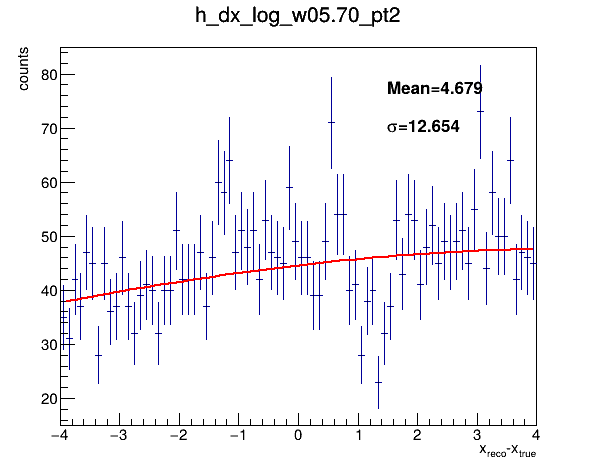 h_dx_log_w05.70_pt2
counts
80
70
60
50
40
30
20
Mean=4.679
σ=12.654
−4 −3 −2 −1 0 1 2 3 4
x_reco-x_true